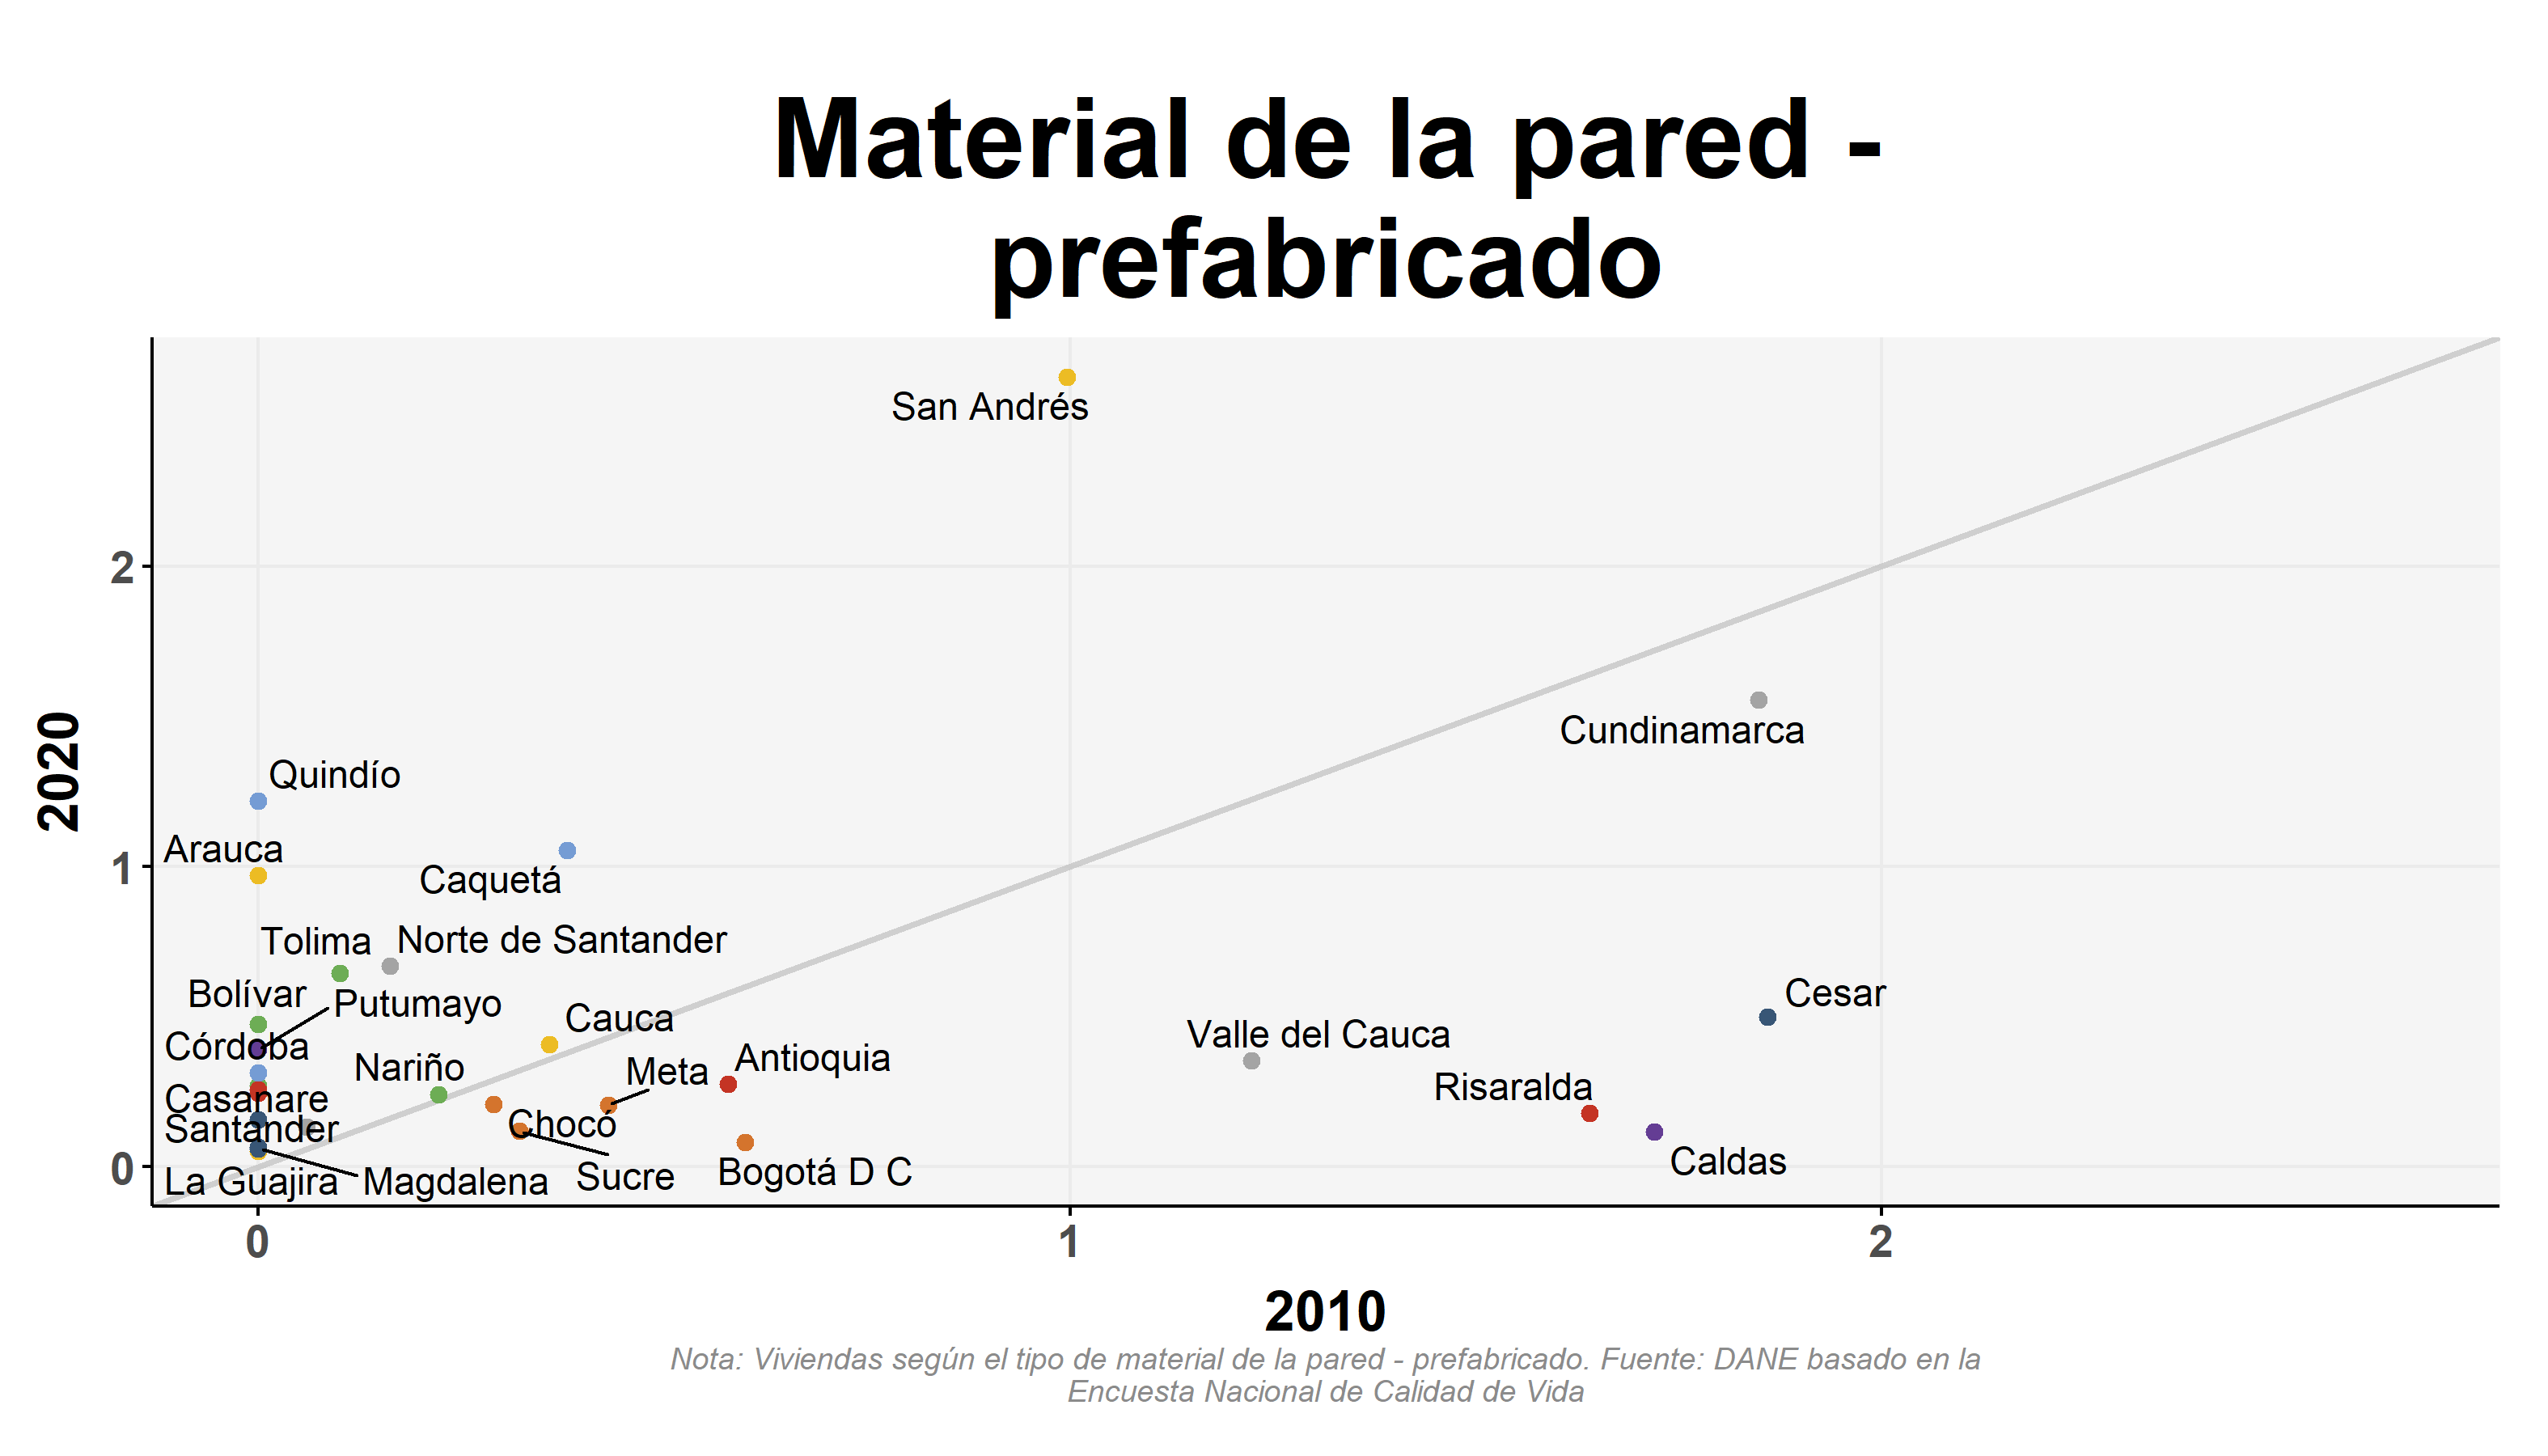 Material de la pared -
prefabricado
2020
2
1
0
San Andrés
Cundinamarca
Quindío
Arauca
Caquetá
Tolima
Norte de Santander
Bolívar
Putumayo
Cesar
Cauca
Valle del Cauca
Córdoba
Antioquia
Nariño
Meta
Risaralda
Casanare
Chocó
Santander
Caldas
Bogotá D C
Sucre
La Guajira
Magdalena
0
1
2
2010
Nota: Viviendas según el tipo de material de la pared - prefabricado. Fuente: DANE basado en la
Encuesta Nacional de Calidad de Vida